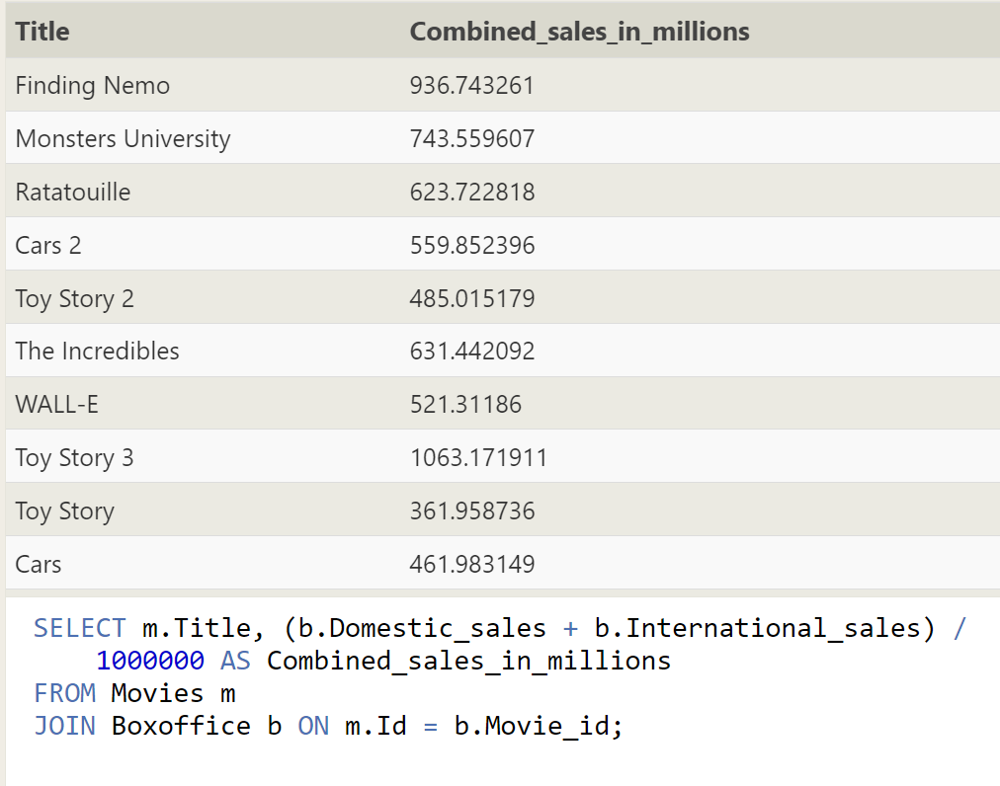 Title Combined_sales_in_millions
Finding Nemo 936.743261
Monsters University 743.559607
Ratatouille 623.722818
Cars 2 559.852396
Toy Story 2 485.015179
The Incredibles 631.442092
WALL-E 521.31186
Toy Story 3 1063.171911
Toy Story 361.958736
Cars 461.983149
SELECT m.Title, (b.Domestic_sales + b.International_sales) /
1000000 AS Combined_sales_in_millions
FROM Movies m
JOIN Boxoffice b ON m.Id = b.Movie_id;